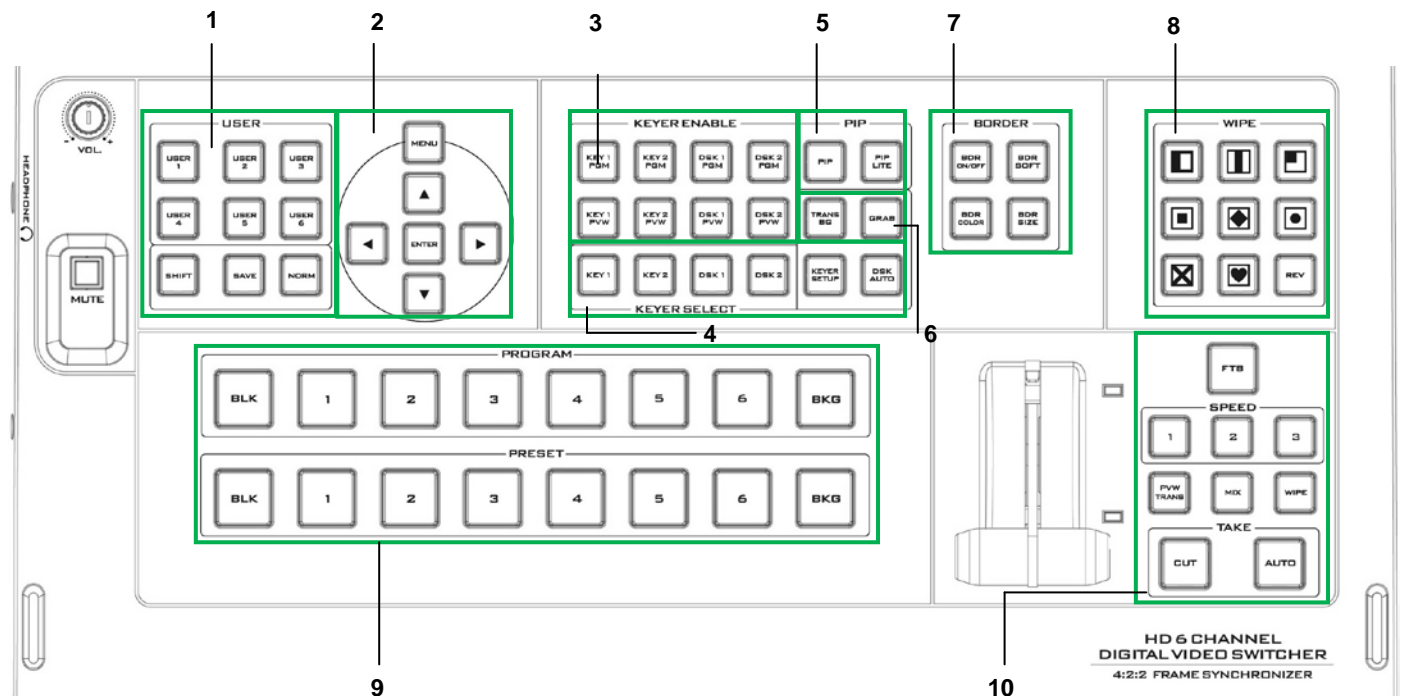 1 2 3 5 7 8
VOL.
HEADPHONE
MUTE
USER
USER 1 USER 2 USER 3
USER 4 USER 5 USER 6
SHIFT SAVE NORM
MENU
ENTER
KEYER ENABLE
KEY 1 PGM KEY 2 PGM DSK 1 PGM DSK 2 PGM
KEY 1 PVW KEY 2 PVW DSK 1 PVW DSK 2 PVW
KEY 1 KEY 2 DSK 1 DSK 2
KEYER SELECT
4
PIP
PIP PIP LITE
TRANS BG GRAB
KEYER SETUP DSK AUTO
6
BORDER
BDR ON/OFF BDR SOFT
BDR COLOR BDR SIZE
WIPE
REV
PROGRAM
BLK 1 2 3 4 5 6 BKG
PRESET
BLK 1 2 3 4 5 6 BKG
FTB
SPEED
1 2 3
PVW TRANS MIX WIPE
TAKE
CUT AUTO
HD 6 CHANNEL
DIGITAL VIDEO SWITCHER
4:2:2 FRAME SYNCHRONIZER
9 10